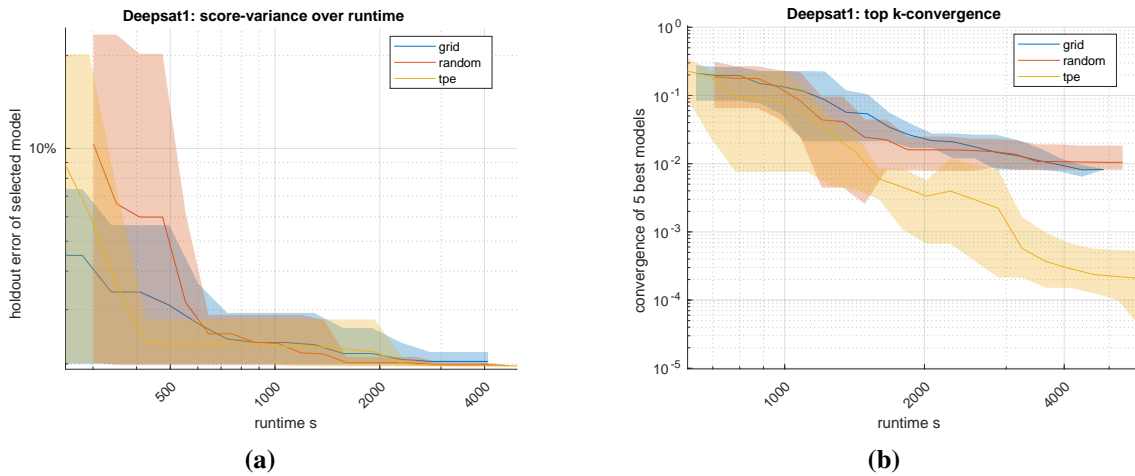 Deepsat1: score-variance over runtime
holdout error of selected model
10%
grid
random
tpe
500
1000
2000
4000
runtime s
(a)
Deepsat1: top k-convergence
convergence of 5 best models
10^0
10^-1
10^-2
10^-3
10^-4
10^-5
grid
random
tpe
1000
2000
4000
runtime s
(b)